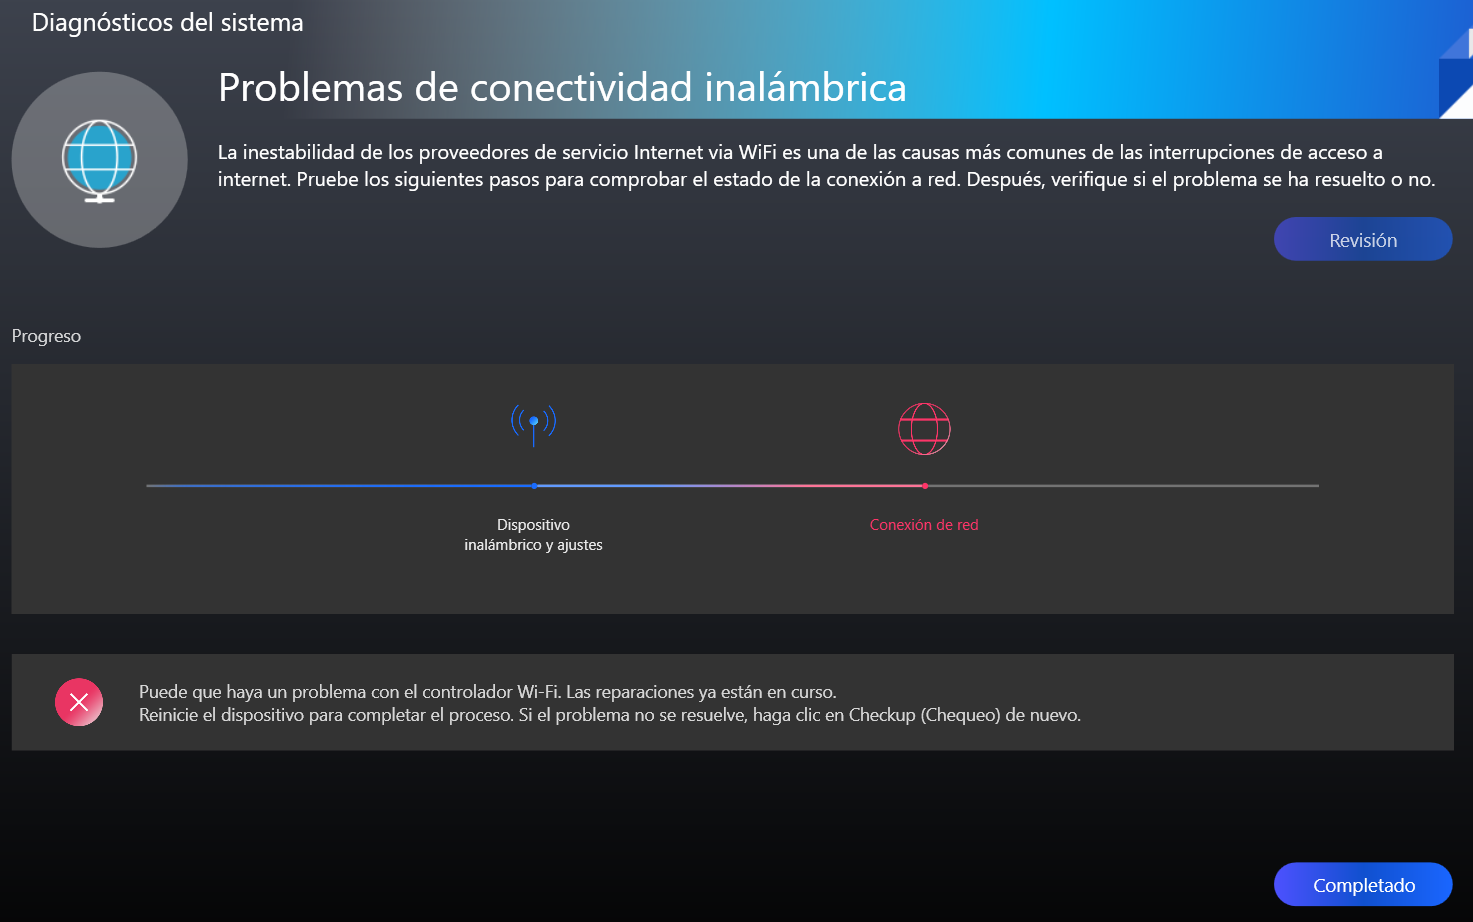 Diagnósticos del sistema
Problemas de conectividad inalámbrica
La inestabilidad de los proveedores de servicio Internet via WiFi es una de las causas más comunes de las interrupciones de acceso a
internet. Pruebe los siguientes pasos para comprobar el estado de la conexión a red. Después, verifique si el problema se ha resuelto o no.
Revisión
Progreso
Dispositivo
inalámbrico y ajustes
Conexión de red
Puede que haya un problema con el controlador Wi-Fi. Las reparaciones ya están en curso.
Reinicie el dispositivo para completar el proceso. Si el problema no se resuelve, haga clic en Checkup (Chequeo) de nuevo.
Completado